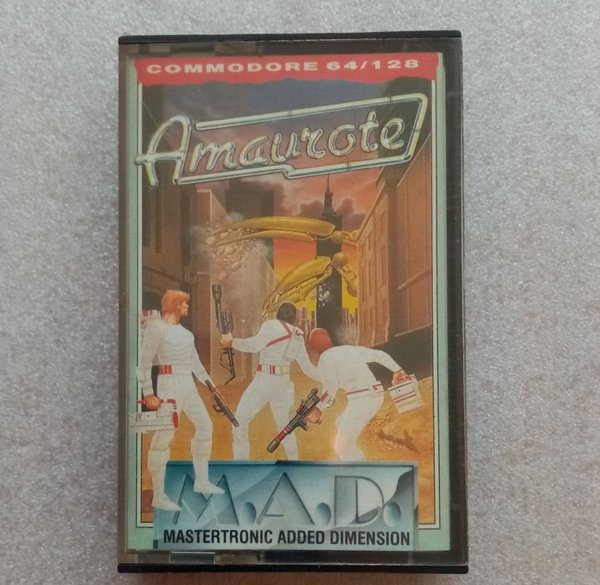 COMMODORE 64/128
Amaurote
M.A.D.
MASTERTRONIC ADDED DIMENSION